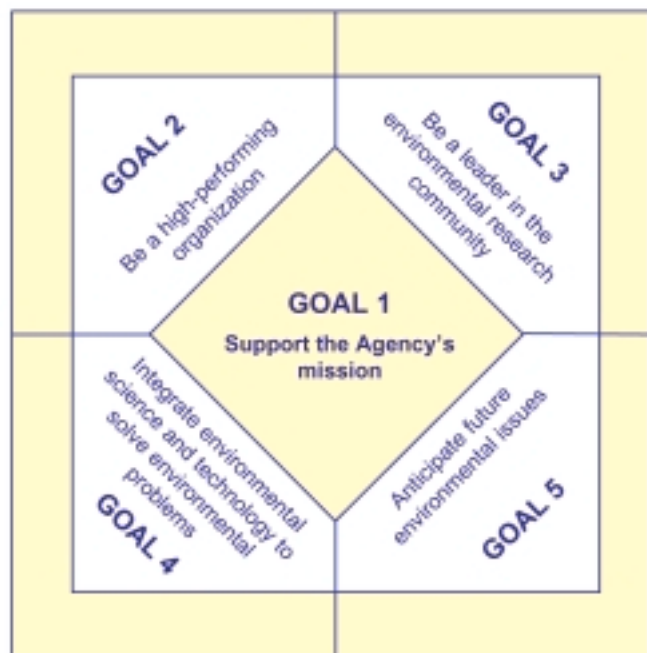 GOAL 2
Be a high-performing
organization
GOAL 3
Be a leader in the
environmental research
community
GOAL 1
Support the Agency's
mission
Integrate environmental
science and technology to
solve environmental
problems
GOAL 4
Anticipate future
environmental issues
GOAL 5